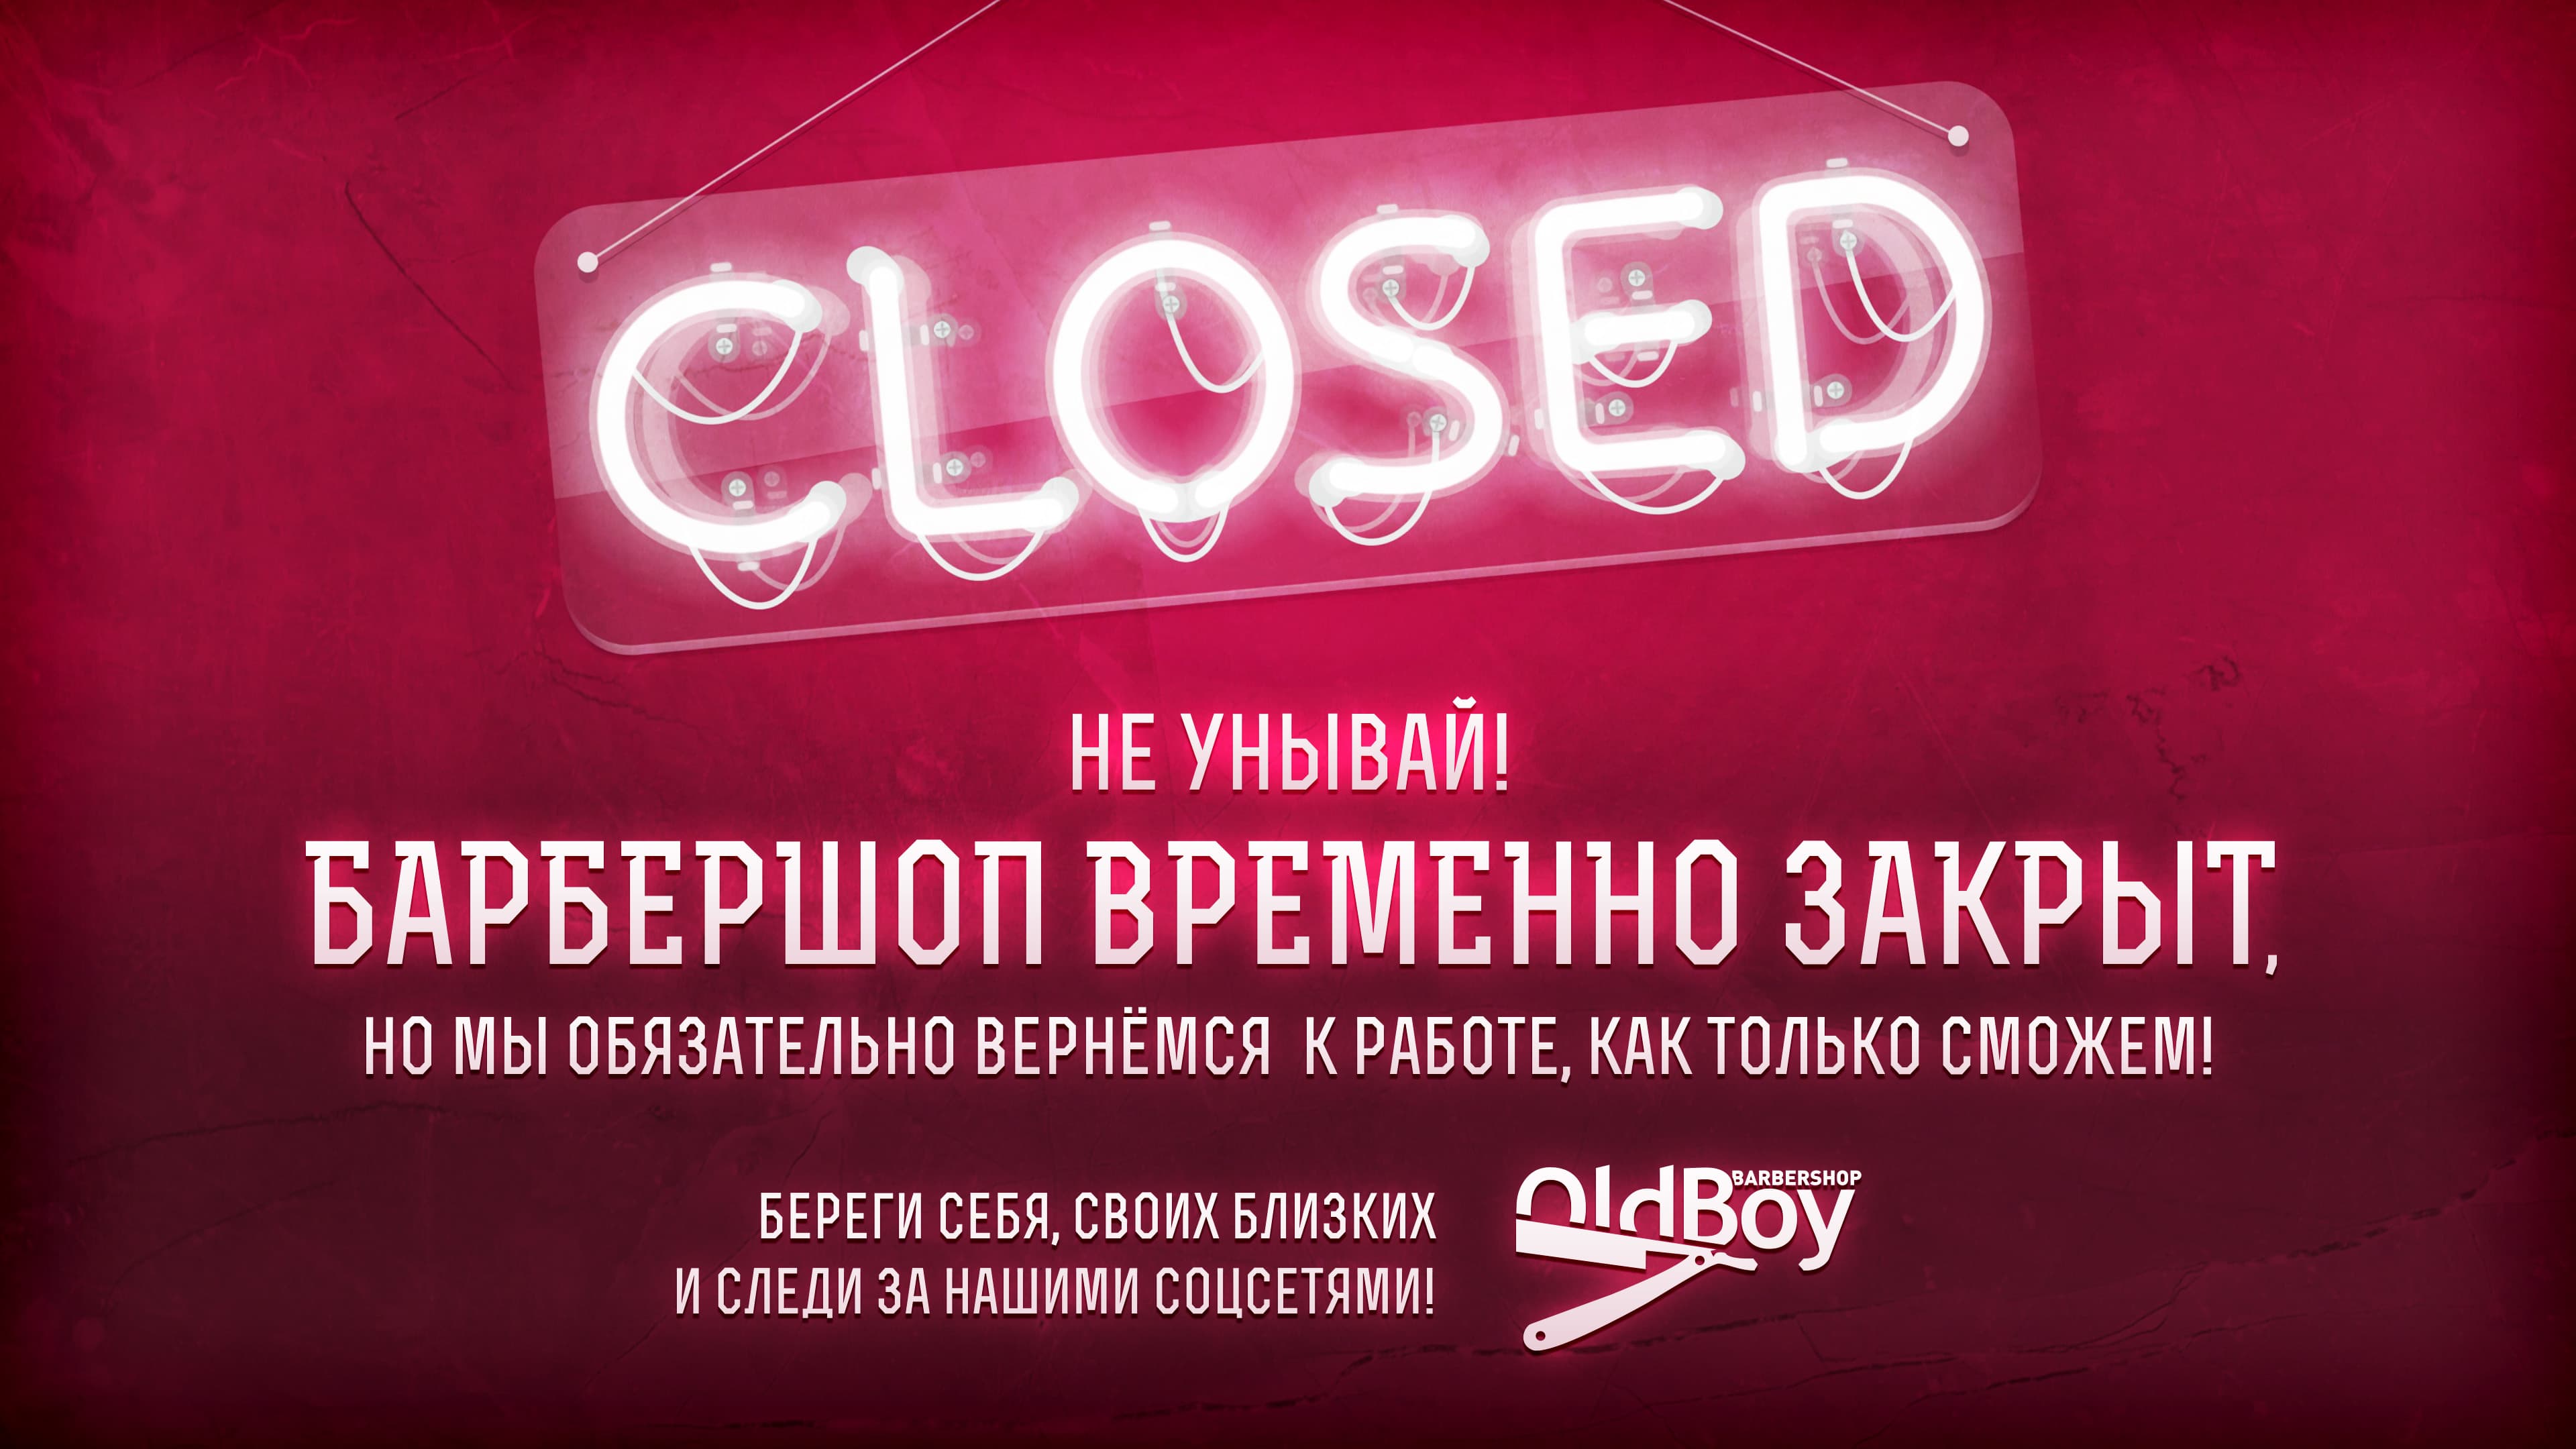 CLOSED
НЕ УНЫВАЙ!
БАРБЕРШОП ВРЕМЕННО ЗАКРЫТ,
НО МЫ ОБЯЗАТЕЛЬНО ВЕРНЁМСЯ К РАБОТЕ, КАК ТОЛЬКО СМОЖЕМ!
БЕРЕГИ СЕБЯ, СВОИХ БЛИЗКИХ
И СЛЕДИ ЗА НАШИМИ СОЦСЕТЯМИ!
BARBERSHOP
OldBoy